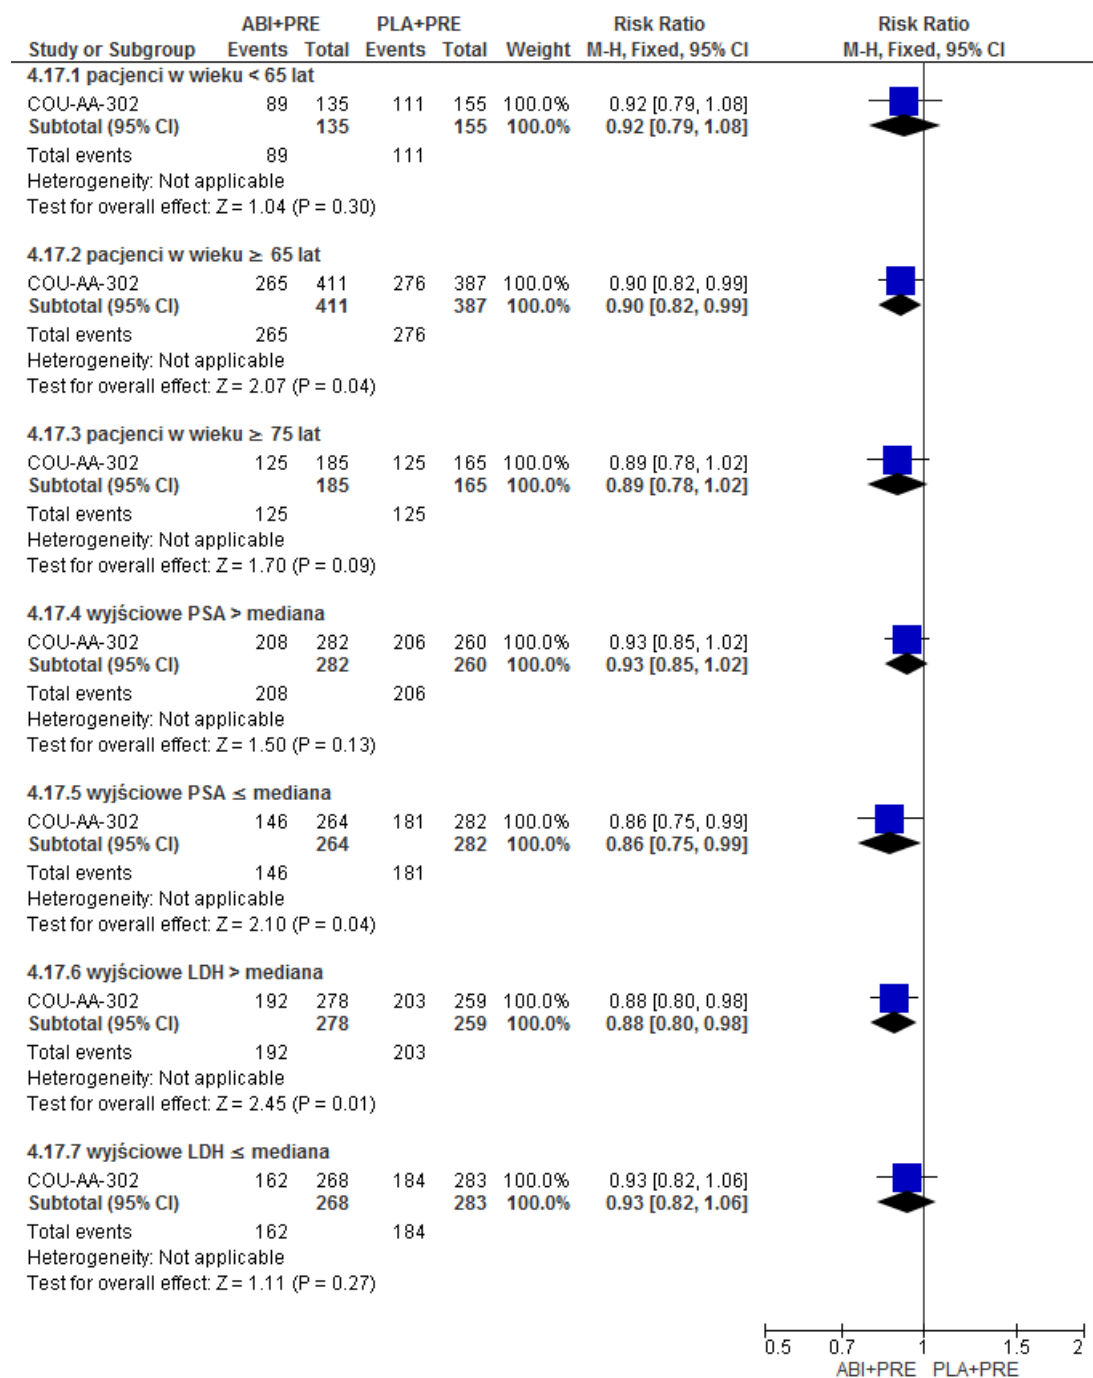 ABI+PRE PLA+PRE Risk Ratio Risk Ratio
Study or Subgroup Events Total Events Total Weight M-H, Fixed, 95% CI M-H, Fixed, 95% CI
4.17.1 pacjenci w wieku < 65 lat
COU-AA-302 89 135 111 155 100.0% 0.92 [0.79, 1.08]
Subtotal (95% CI) 135 155 100.0% 0.92 [0.79, 1.08]
Total events 89 111
Heterogeneity: Not applicable
Test for overall effect: Z = 1.04 (P = 0.30)
4.17.2 pacjenci w wieku ≥ 65 lat
COU-AA-302 265 411 276 387 100.0% 0.90 [0.82, 0.99]
Subtotal (95% CI) 411 387 100.0% 0.90 [0.82, 0.99]
Total events 265 276
Heterogeneity: Not applicable
Test for overall effect: Z = 2.07 (P = 0.04)
4.17.3 pacjenci w wieku ≥ 75 lat
COU-AA-302 125 185 125 165 100.0% 0.89 [0.78, 1.02]
Subtotal (95% CI) 185 165 100.0% 0.89 [0.78, 1.02]
Total events 125 125
Heterogeneity: Not applicable
Test for overall effect: Z = 1.70 (P = 0.09)
4.17.4 wyjściowe PSA > mediana
COU-AA-302 208 282 206 260 100.0% 0.93 [0.85, 1.02]
Subtotal (95% CI) 282 260 100.0% 0.93 [0.85, 1.02]
Total events 208 206
Heterogeneity: Not applicable
Test for overall effect: Z = 1.50 (P = 0.13)
4.17.5 wyjściowe PSA ≤ mediana
COU-AA-302 146 264 181 282 100.0% 0.86 [0.75, 0.99]
Subtotal (95% CI) 264 282 100.0% 0.86 [0.75, 0.99]
Total events 146 181
Heterogeneity: Not applicable
Test for overall effect: Z = 2.10 (P = 0.04)
4.17.6 wyjściowe LDH > mediana
COU-AA-302 192 278 203 259 100.0% 0.88 [0.80, 0.98]
Subtotal (95% CI) 278 259 100.0% 0.88 [0.80, 0.98]
Total events 192 203
Heterogeneity: Not applicable
Test for overall effect: Z = 2.45 (P = 0.01)
4.17.7 wyjściowe LDH ≤ mediana
COU-AA-302 162 268 184 283 100.0% 0.93 [0.82, 1.06]
Subtotal (95% CI) 268 283 100.0% 0.93 [0.82, 1.06]
Total events 162 184
Heterogeneity: Not applicable
Test for overall effect: Z = 1.11 (P = 0.27)
0.5 0.7 1 1.5 2
ABI+PRE PLA+PRE